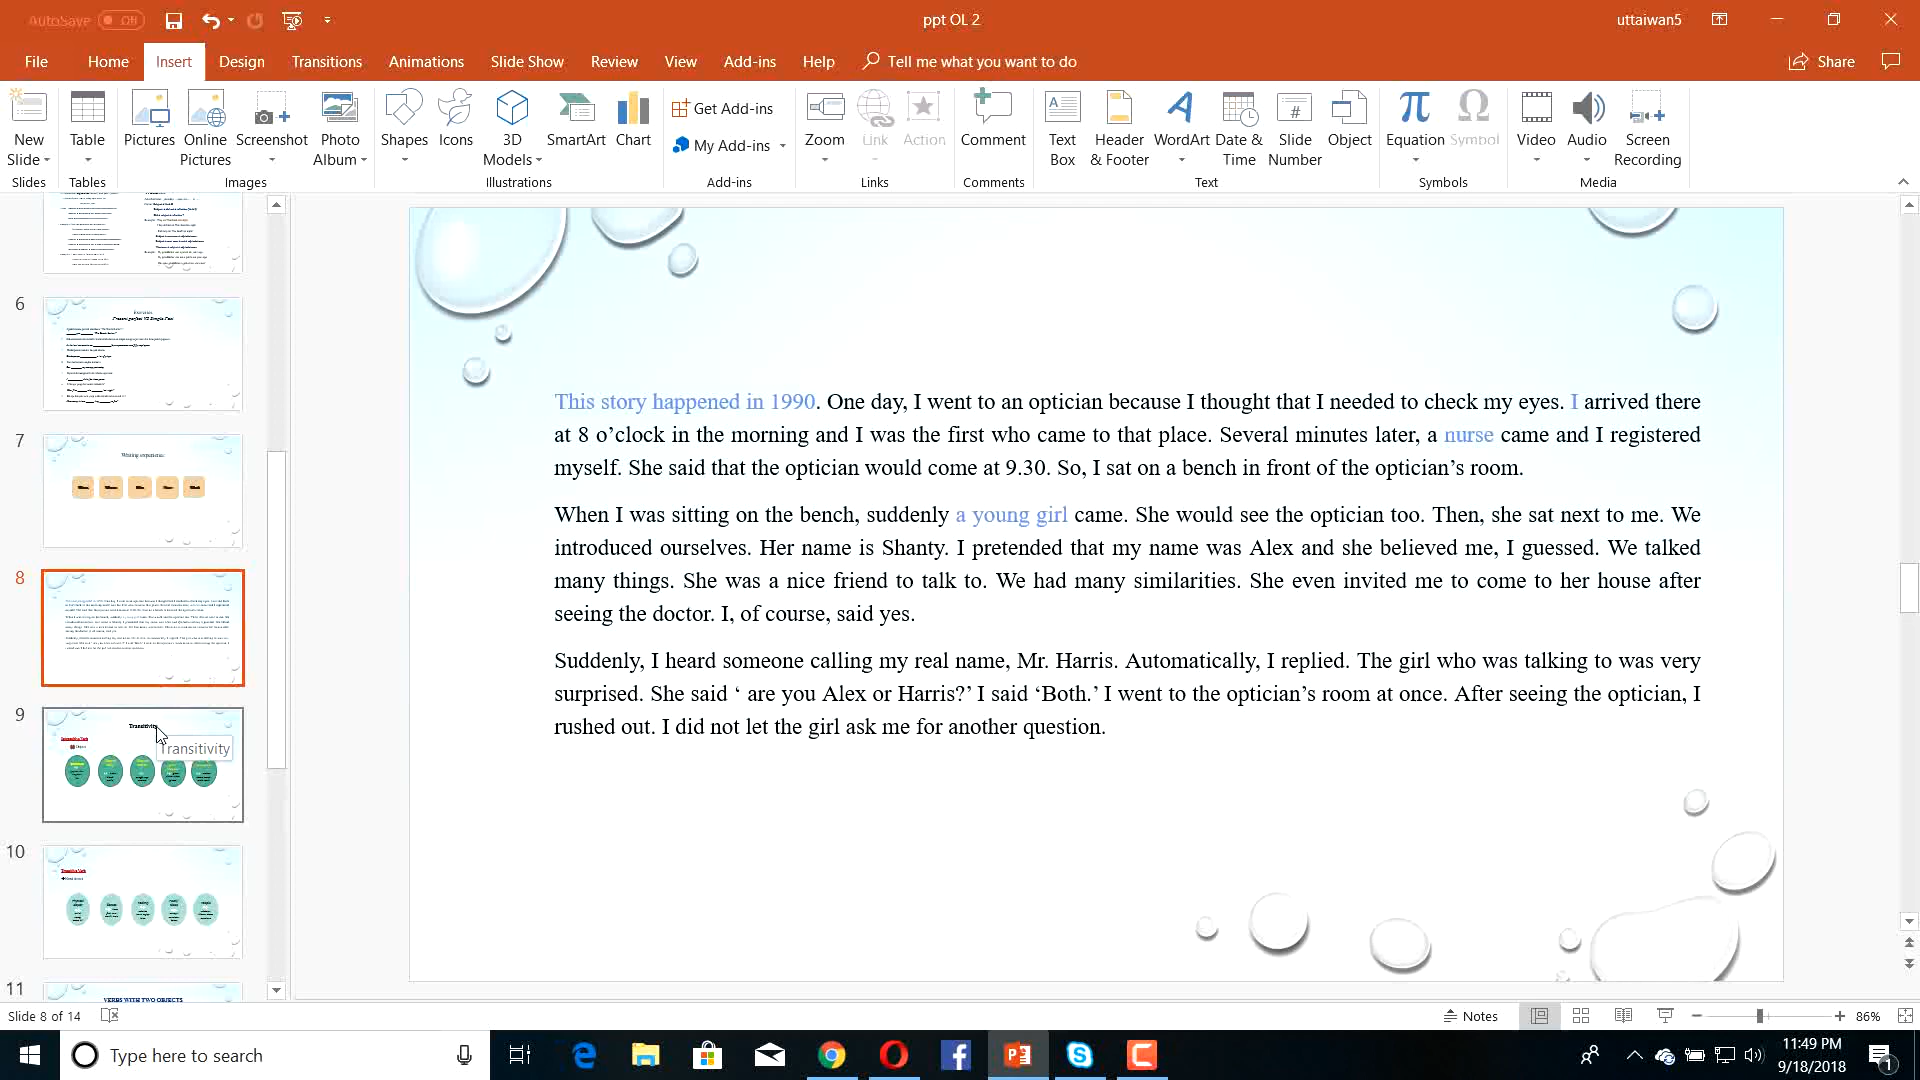 AutoSave Off
ppt OL 2
uttaiwan5
File Home Insert Design Transitions Animations Slide Show Review View Add-ins Help Tell me what you want to do
Share
New Slide
Table
Pictures
Online Pictures
Screenshot
Photo Album
Shapes
Icons
3D Models
SmartArt
Chart
Get Add-ins
My Add-ins
Zoom
Link
Action
Comment
Text Box
Header & Footer
WordArt
Date & Time
Slide Number
Object
Equation
Symbol
Video
Audio
Screen Recording
Slides Tables Images Illustrations Add-ins Links Comments Text Symbols Media
6
Present perfect VS Simple Past
7
Writing experience
8
9
Transitivity
Transitivity
10
11
VERBS WITH TWO OBJECTS
This story happened in 1990. One day, I went to an optician because I thought that I needed to check my eyes. I arrived there
at 8 o’clock in the morning and I was the first who came to that place. Several minutes later, a nurse came and I registered
myself. She said that the optician would come at 9.30. So, I sat on a bench in front of the optician’s room.
When I was sitting on the bench, suddenly a young girl came. She would see the optician too. Then, she sat next to me. We
introduced ourselves. Her name is Shanty. I pretended that my name was Alex and she believed me, I guessed. We talked
many things. She was a nice friend to talk to. We had many similarities. She even invited me to come to her house after
seeing the doctor. I, of course, said yes.
Suddenly, I heard someone calling my real name, Mr. Harris. Automatically, I replied. The girl who was talking to was very
surprised. She said ‘ are you Alex or Harris?’ I said ‘Both.’ I went to the optician’s room at once. After seeing the optician, I
rushed out. I did not let the girl ask me for another question.
Slide 8 of 14
Notes
86%
Type here to search
11:49 PM
9/18/2018
1